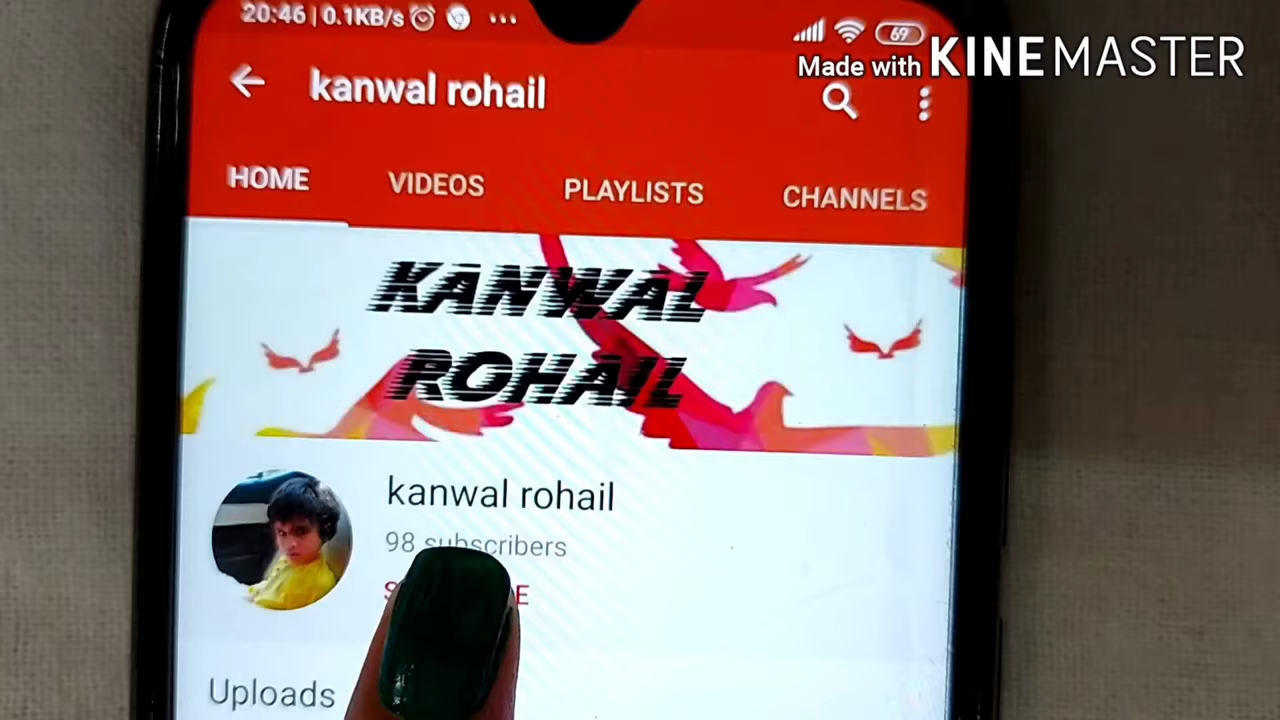 20:46 | 0.1KB/s ...
69
Made with KINEMASTER
kanwal rohail
HOME VIDEOS PLAYLISTS CHANNELS
KANWAL
ROHAIL
kanwal rohail
98 subscribers
Uploads